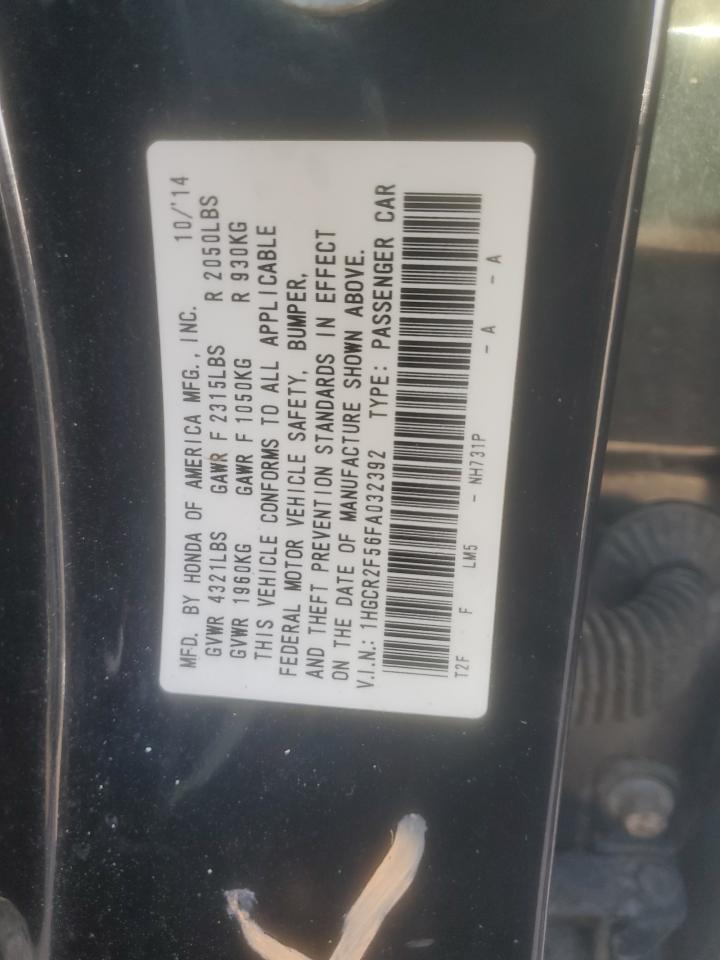 MFD. BY HONDA OF AMERICA MFG., INC. 10/'14
GVWR 4321LBS GAWR F 2315LBS R 2050LBS
GVWR 1960KG GAWR F 1050KG R 930KG
THIS VEHICLE CONFORMS TO ALL APPLICABLE
FEDERAL MOTOR VEHICLE SAFETY, BUMPER,
AND THEFT PREVENTION STANDARDS IN EFFECT
ON THE DATE OF MANUFACTURE SHOWN ABOVE.
V.I.N.: 1HGCR2F56FA032392 TYPE: PASSENGER CAR
T2F F LM5 - NH731P - A - A